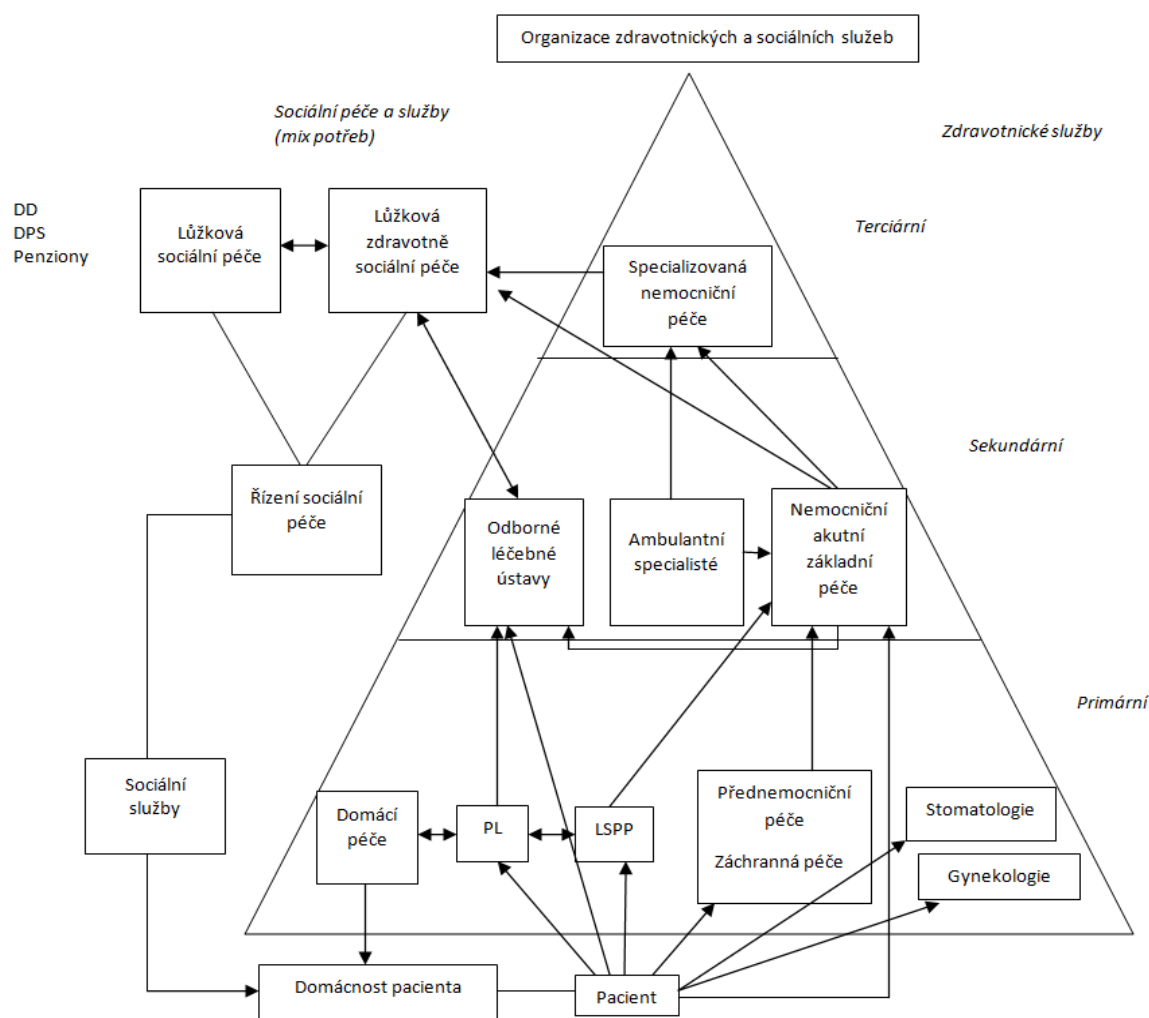 Organizace zdravotnických a sociálních služeb
Sociální péče a služby
(mix potřeb)
Zdravotnické služby
DD
DPS
Penziony
Lůžková
sociální péče
Lůžková
zdravotně
sociální péče
Terciární
Specializovaná
nemocniční
péče
Sekundární
Řízení sociální
péče
Odborné
léčebné
ústavy
Ambulantní
specialisté
Nemocniční
akutní
základní
péče
Primární
Sociální
služby
Domácí
péče
PL
LSPP
Přednemocniční
péče
Záchranná péče
Stomatologie
Gynekologie
Domácnost pacienta
Pacient